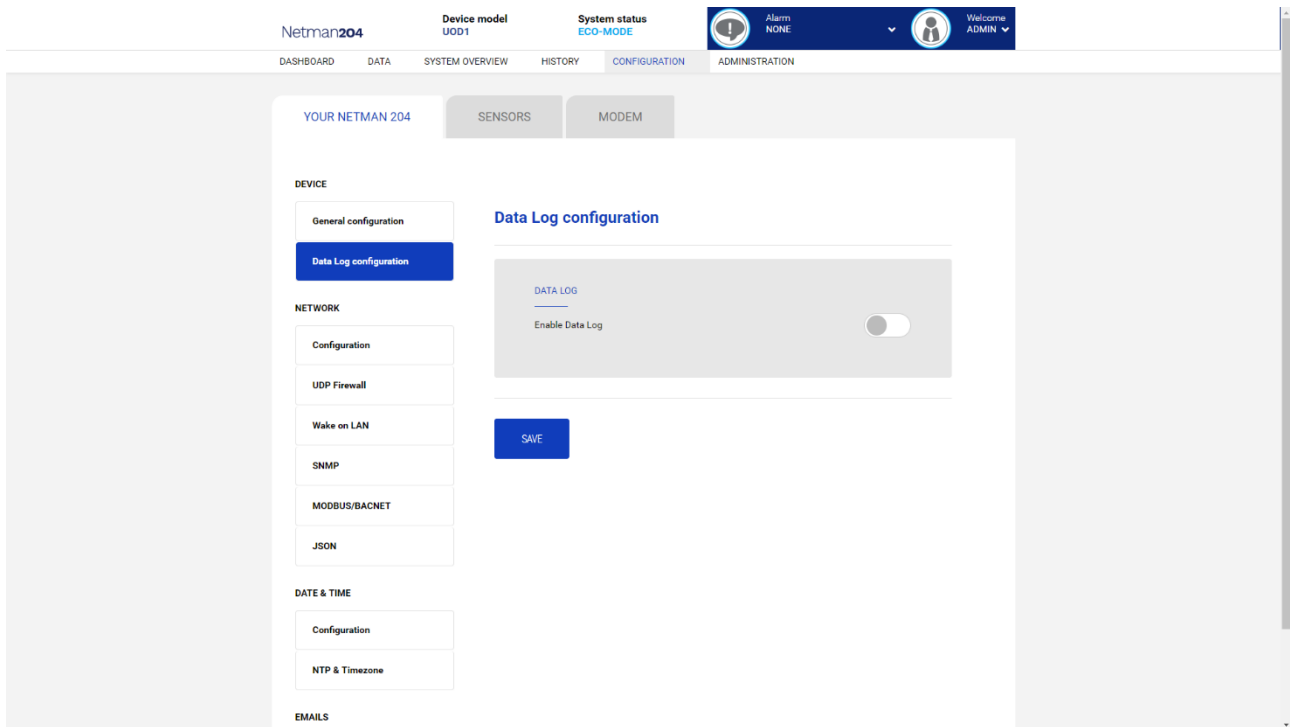 Netman204
Device model
UOD1
System status
ECO-MODE
Alarm
NONE
Welcome
ADMIN
DASHBOARD DATA SYSTEM OVERVIEW HISTORY CONFIGURATION ADMINISTRATION
YOUR NETMAN 204 SENSORS MODEM
DEVICE
General configuration
Data Log configuration
NETWORK
Configuration
UDP Firewall
Wake on LAN
SNMP
MODBUS/BACNET
JSON
DATE & TIME
Configuration
NTP & Timezone
EMAILS
Data Log configuration
DATA LOG
Enable Data Log
SAVE